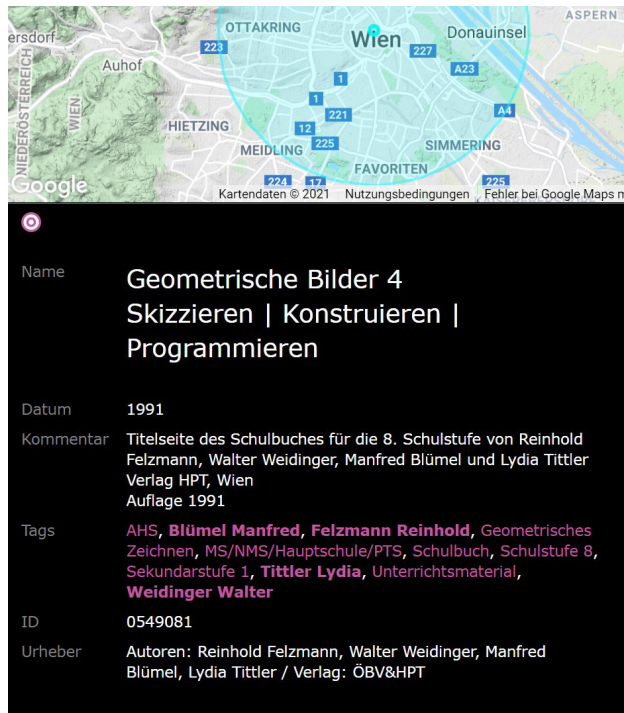 ASPERN
OTTAKRING
ersdorf
223
Wien
Donauinsel
227
Auhof
A23
1
NIEDERÖSTERREICH
WIEN
1
A4
221
HIETZING
12
225
MEIDLING
SIMMERING
FAVORITEN
224
17
225
Google
Kartendaten © 2021 Nutzungsbedingungen Fehler bei Google Maps m
Name
Geometrische Bilder 4
Skizzieren | Konstruieren |
Programmieren
Datum
1991
Kommentar
Titelseite des Schulbuches für die 8. Schulstufe von Reinhold
Felzmann, Walter Weidinger, Manfred Blümel und Lydia Tittler
Verlag HPT, Wien
Auflage 1991
Tags
AHS, Blümel Manfred, Felzmann Reinhold, Geometrisches
Zeichnen, MS/NMS/Hauptschule/PTS, Schulbuch, Schulstufe 8,
Sekundarstufe 1, Tittler Lydia, Unterrichtsmaterial,
Weidinger Walter
ID
0549081
Urheber
Autoren: Reinhold Felzmann, Walter Weidinger, Manfred
Blümel, Lydia Tittler / Verlag: ÖBV&HPT